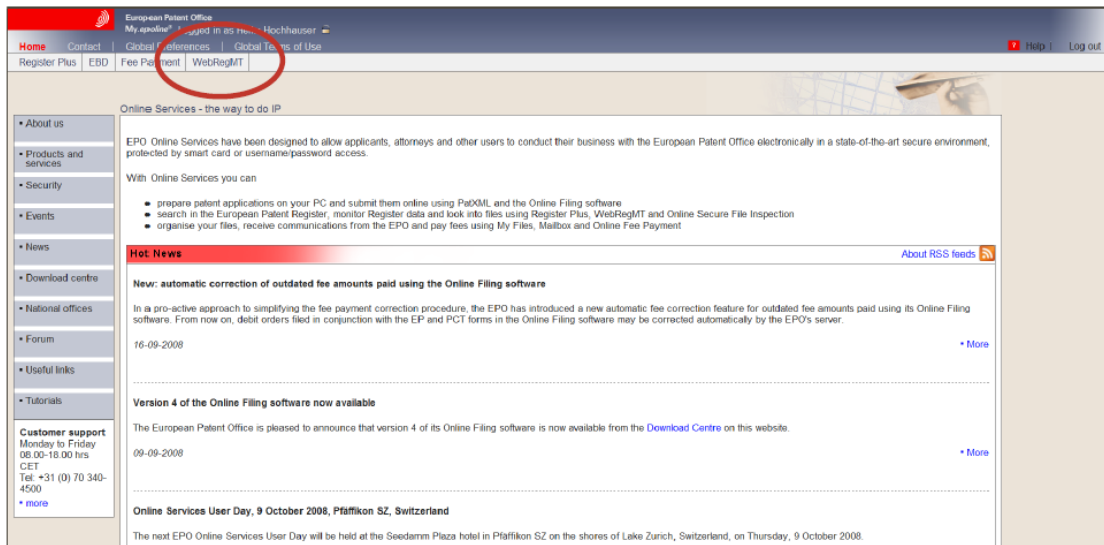 European Patent Office
My.epoline® Logged in as Heinz Hochhauser
Home Contact | Global Preferences | Global Terms of Use ? Help | Log out
Register Plus | EBD | Fee Payment | WebRegMT
Online Services - the way to do IP
• About us
• Products and
services
• Security
• Events
• News
• Download centre
• National offices
• Forum
• Useful links
• Tutorials
Customer support
Monday to Friday
08.00-18.00 hrs
CET
Tel: +31 (0) 70 340-
4500
• more
EPO Online Services have been designed to allow applicants, attorneys and other users to conduct their business with the European Patent Office electronically in a state-of-the-art secure environment,
protected by smart card or username/password access.
With Online Services you can
• prepare patent applications on your PC and submit them online using PatXML and the Online Filing software
• search in the European Patent Register, monitor Register data and look into files using Register Plus, WebRegMT and Online Secure File Inspection
• organise your files, receive communications from the EPO and pay fees using My Files, Mailbox and Online Fee Payment
Hot News About RSS feeds
New: automatic correction of outdated fee amounts paid using the Online Filing software
In a pro-active approach to simplifying the fee payment correction procedure, the EPO has introduced a new automatic fee correction feature for outdated fee amounts paid using its Online Filing
software. From now on, debit orders filed in conjunction with the EP and PCT forms in the Online Filing software may be corrected automatically by the EPO's server.
16-09-2008 • More
Version 4 of the Online Filing software now available
The European Patent Office is pleased to announce that version 4 of its Online Filing software is now available from the Download Centre on this website.
09-09-2008 • More
Online Services User Day, 9 October 2008, Pfäffikon SZ, Switzerland
The next EPO Online Services User Day will be held at the Seedamm Plaza hotel in Pfäffikon SZ on the shores of Lake Zurich, Switzerland, on Thursday, 9 October 2008.